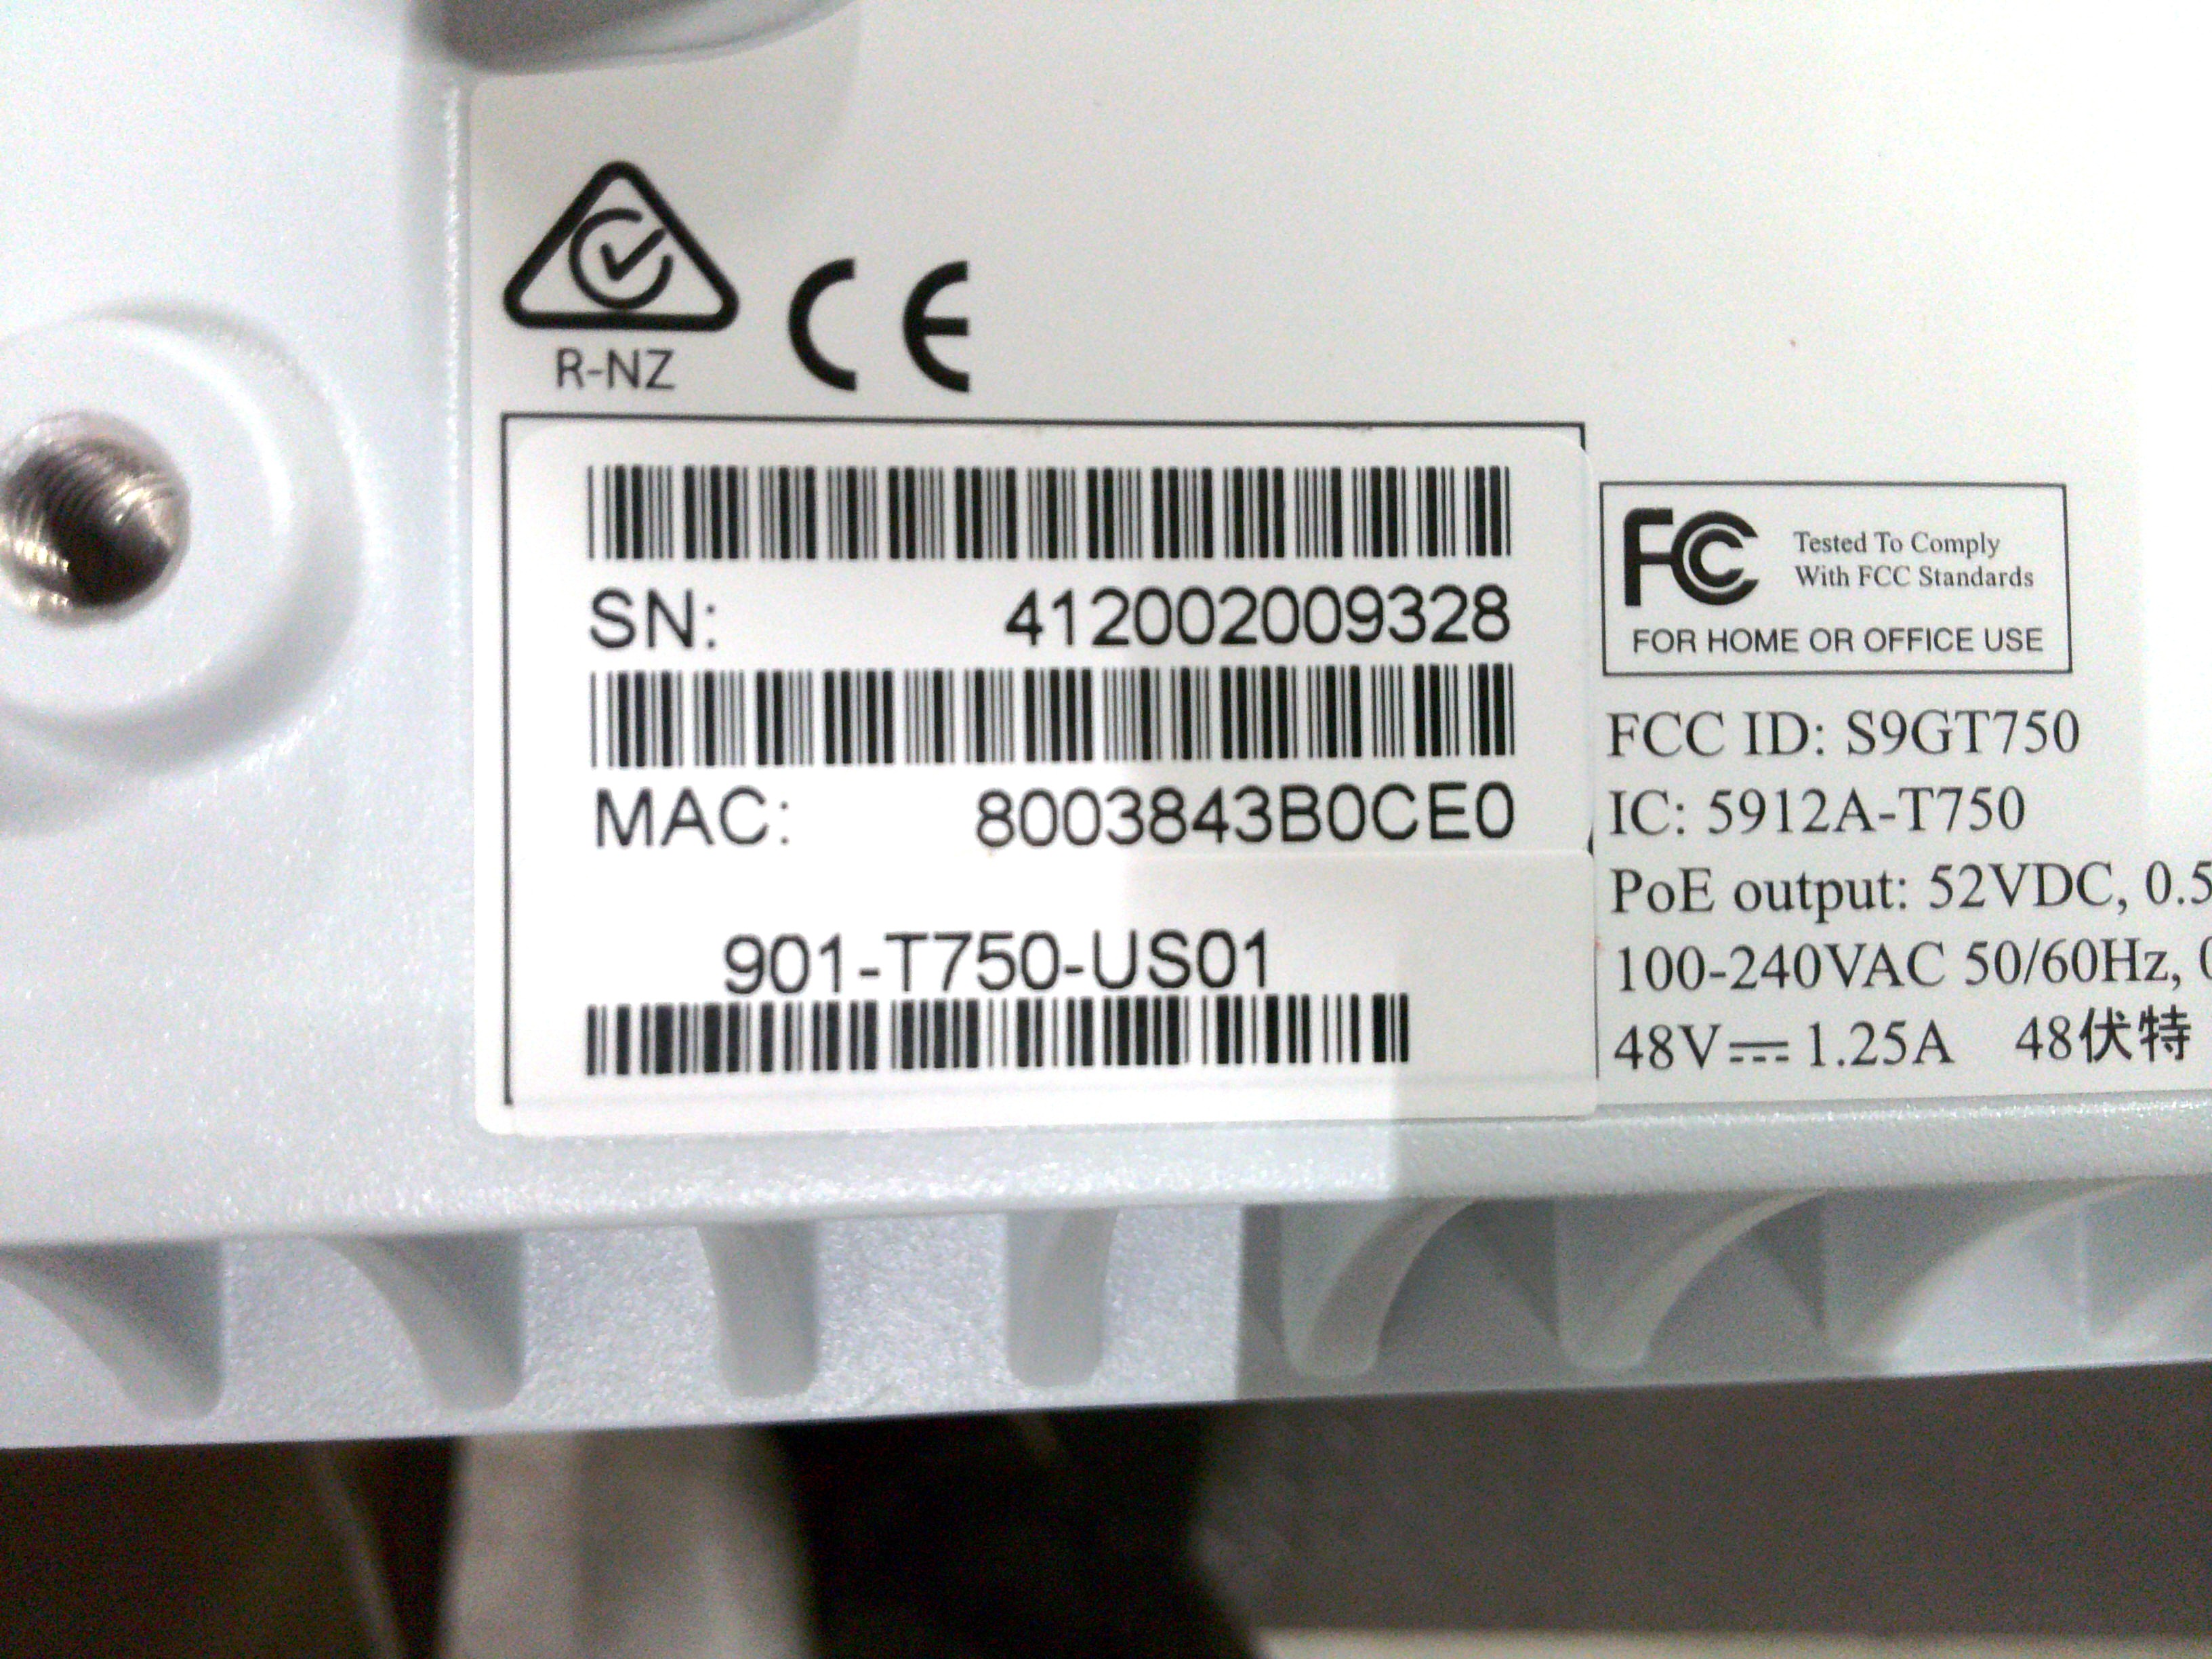 R-NZ
CE
SN: 412002009328
MAC: 8003843B0CE0
901-T750-US01
FC
Tested To Comply
With FCC Standards
FOR HOME OR OFFICE USE
FCC ID: S9GT750
IC: 5912A-T750
PoE output: 52VDC, 0.5
100-240VAC 50/60Hz,
48V⎓1.25A 48伏特